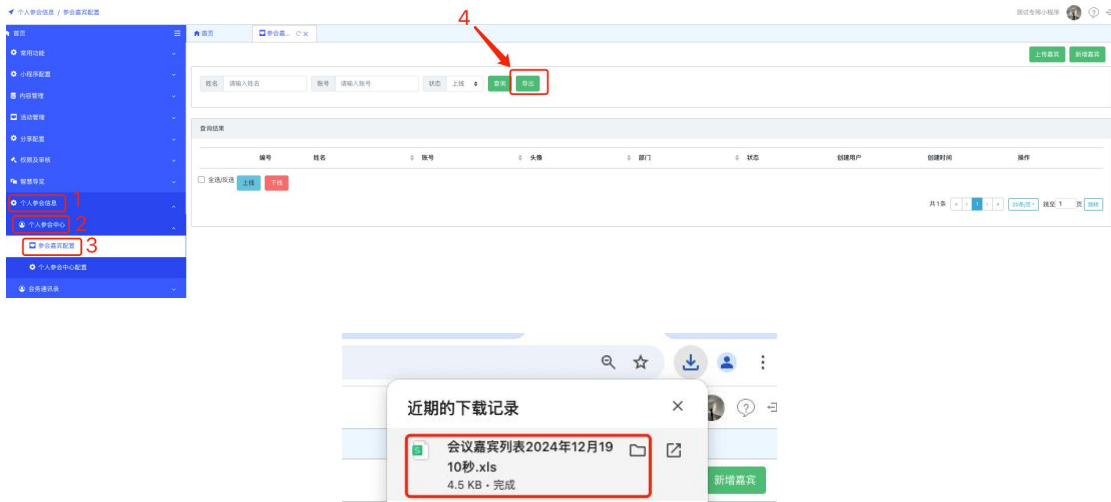 个人参会信息 / 参会嘉宾配置
测试专用小程序
首页
首页
参会嘉...
常用功能
小程序配置
内容管理
活动管理
分享配置
权限及审核
智慧导览
个人参会信息
1
个人参会中心
2
参会嘉宾配置
3
个人参会中心配置
会务通讯录
4
上传嘉宾
新增嘉宾
姓名 请输入姓名
账号 请输入账号
状态 上线
查询
导出
查询结果
编号 姓名 账号 头像 部门 状态 创建用户 创建时间 操作
全选/反选 上线 下线
共1条 « ‹ 1 › » 20条/页 跳至 1 页 跳转
近期的下载记录
会议嘉宾列表2024年12月19
10秒.xls
4.5 KB · 完成
新增嘉宾